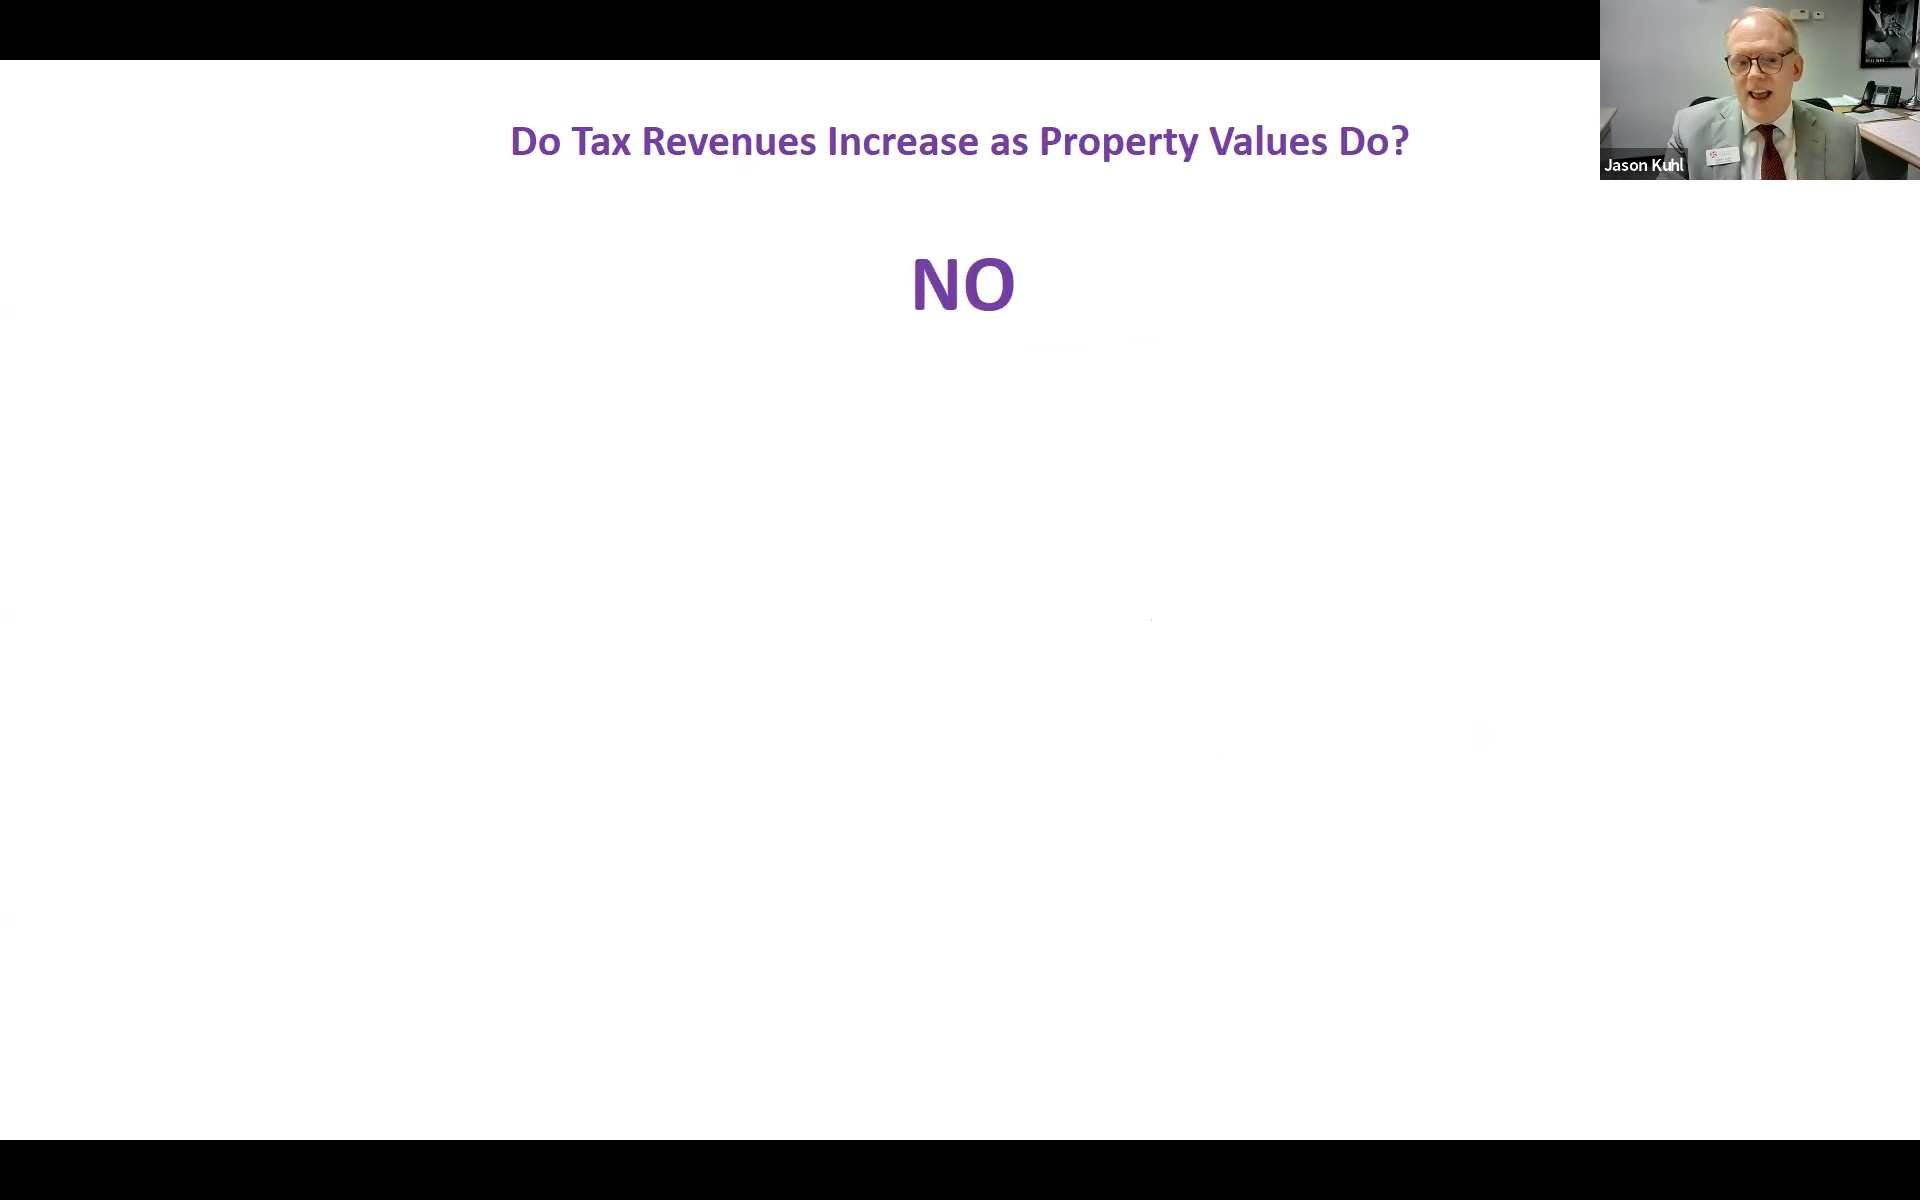 Do Tax Revenues Increase as Property Values Do?
NO
Jason Kuhl